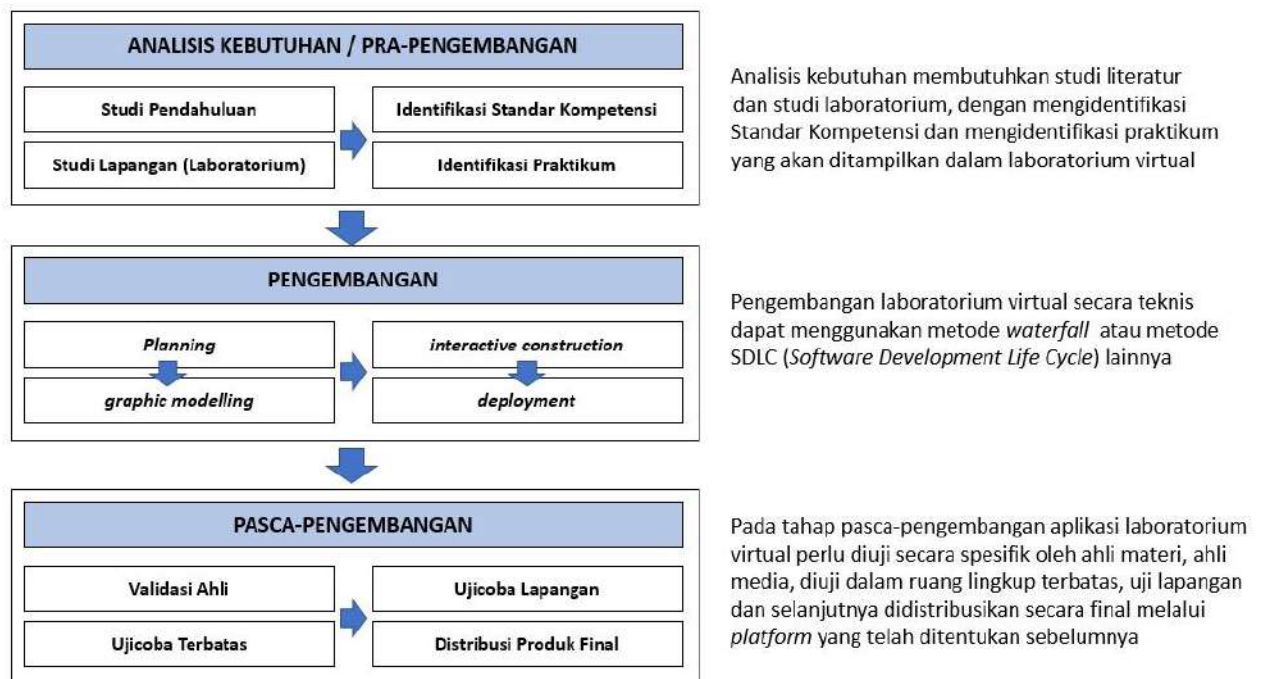 ANALISIS KEBUTUHAN / PRA-PENGEMBANGAN
Studi Pendahuluan
Identifikasi Standar Kompetensi
Studi Lapangan (Laboratorium)
Identifikasi Praktikum
Analisis kebutuhan membutuhkan studi literatur
dan studi laboratorium, dengan mengidentifikasi
Standar Kompetensi dan mengidentifikasi praktikum
yang akan ditampilkan dalam laboratorium virtual
PENGEMBANGAN
Planning
interactive construction
graphic modelling
deployment
Pengembangan laboratorium virtual secara teknis
dapat menggunakan metode waterfall atau metode
SDLC (Software Development Life Cycle) lainnya
PASCA-PENGEMBANGAN
Validasi Ahli
Ujicoba Lapangan
Ujicoba Terbatas
Distribusi Produk Final
Pada tahap pasca-pengembangan aplikasi laboratorium
virtual perlu diuji secara spesifik oleh ahli materi, ahli
media, diuji dalam ruang lingkup terbatas, uji lapangan
dan selanjutnya didistribusikan secara final melalui
platform yang telah ditentukan sebelumnya